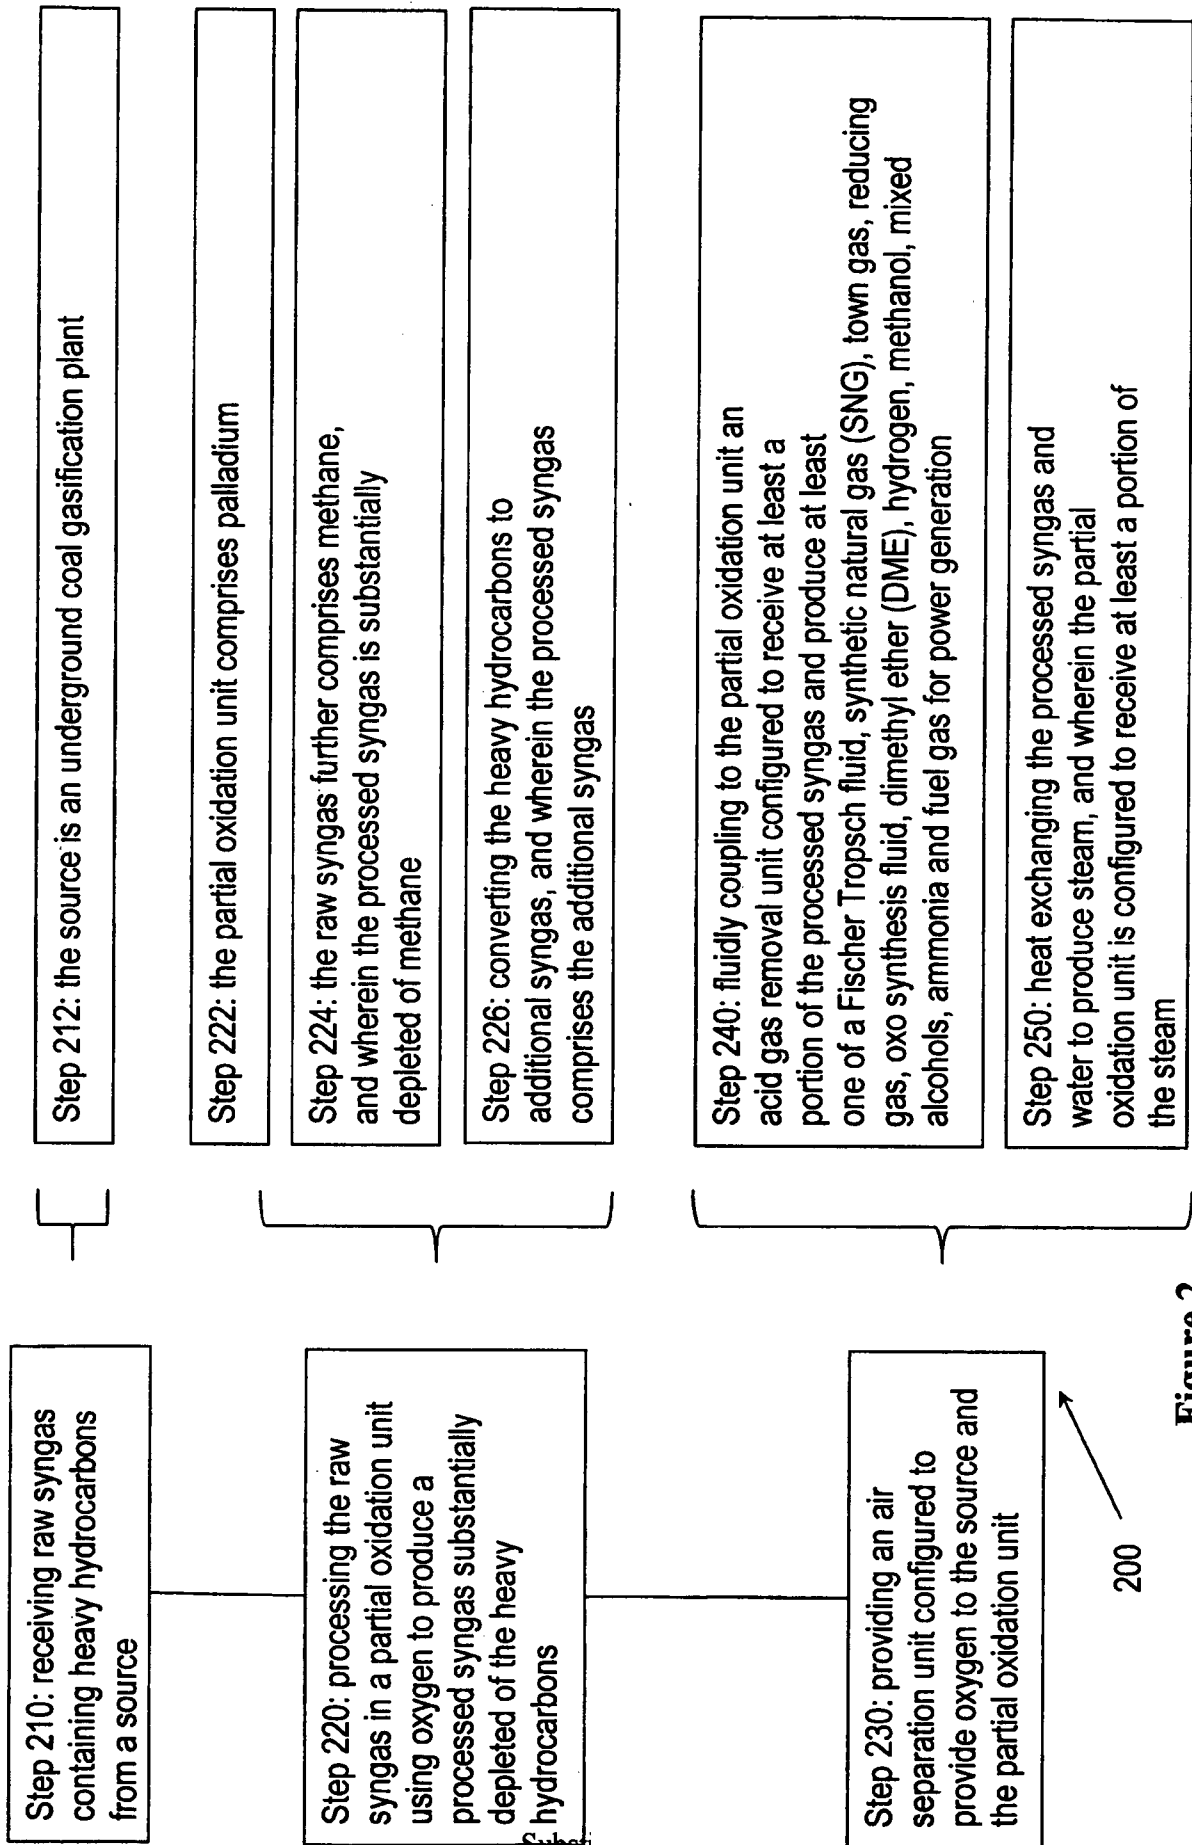 Step 210: receiving raw syngas
containing heavy hydrocarbons
from a source
Step 212: the source is an underground coal gasification plant
Step 220: processing the raw
syngas in a partial oxidation unit
using oxygen to produce a
processed syngas substantially
depleted of the heavy
hydrocarbons
Step 222: the partial oxidation unit comprises palladium
Step 224: the raw syngas further comprises methane,
and wherein the processed syngas is substantially
depleted of methane
Step 226: converting the heavy hydrocarbons to
additional syngas, and wherein the processed syngas
comprises the additional syngas
Step 230: providing an air
separation unit configured to
provide oxygen to the source and
the partial oxidation unit
Step 240: fluidly coupling to the partial oxidation unit an
acid gas removal unit configured to receive at least a
portion of the processed syngas and produce at least
one of a Fischer Tropsch fluid, synthetic natural gas (SNG), town gas, reducing
gas, oxo synthesis fluid, dimethyl ether (DME), hydrogen, methanol, mixed
alcohols, ammonia and fuel gas for power generation
Step 250: heat exchanging the processed syngas and
water to produce steam, and wherein the partial
oxidation unit is configured to receive at least a portion of
the steam
200
Figure 2